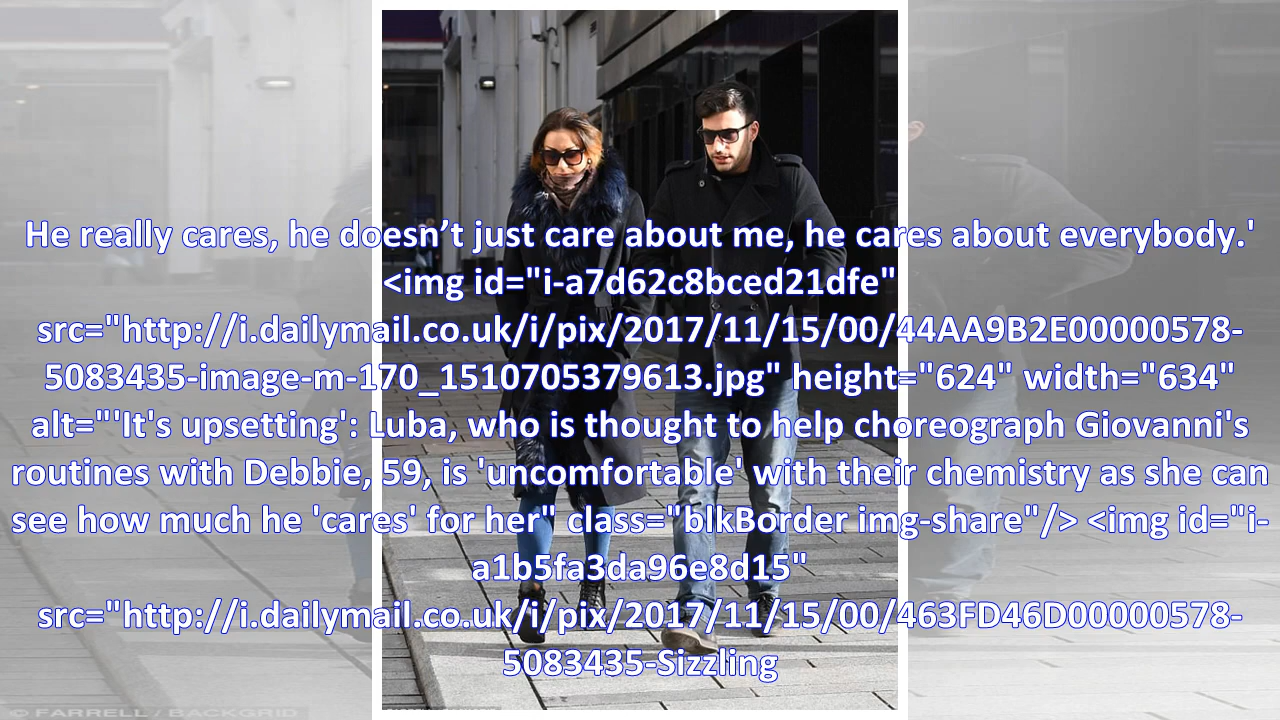 He really cares, he doesn’t just care about me, he cares about everybody.'
<img id="i-a7d62c8bced21dfe"
src="http://i.dailymail.co.uk/i/pix/2017/11/15/00/44AA9B2E00000578-
5083435-image-m-170_1510705379613.jpg" height="624" width="634"
alt="'It's upsetting': Luba, who is thought to help choreograph Giovanni's
routines with Debbie, 59, is 'uncomfortable' with their chemistry as she can
see how much he 'cares' for her" class="blkBorder img-share"/> <img id="i-
a1b5fa3da96e8d15"
src="http://i.dailymail.co.uk/i/pix/2017/11/15/00/463FD46D00000578-
5083435-Sizzling
© FARRELL / BACKGRID